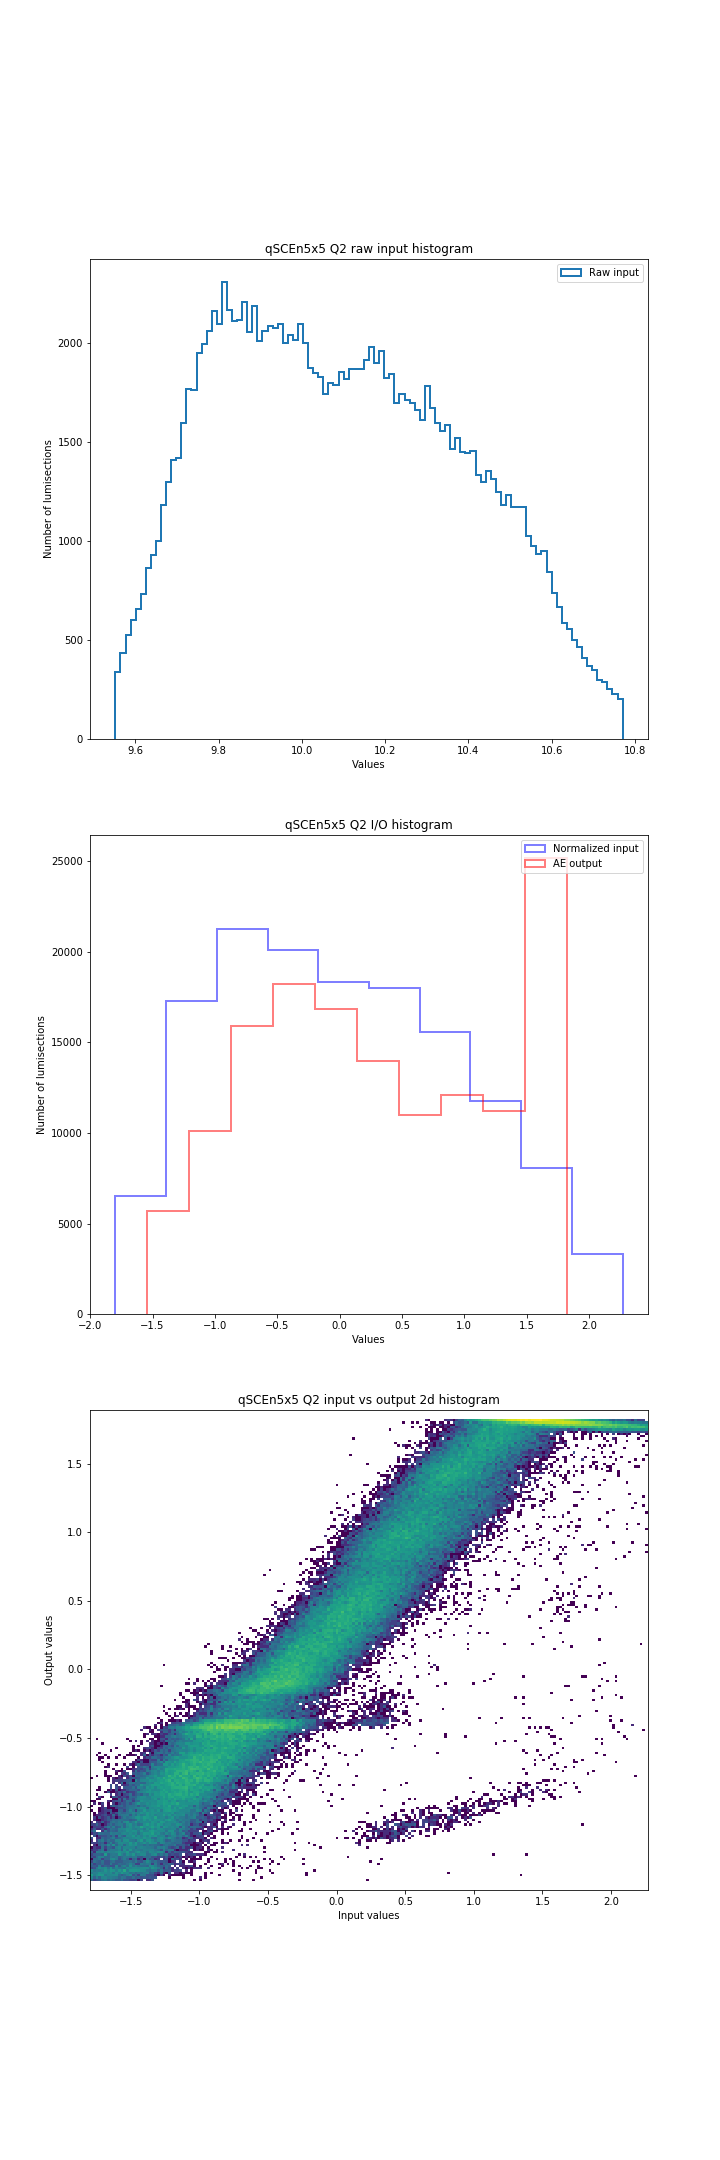 qSCEn5x5 Q2 raw input histogram
Raw input
2000
1500
1000
500
0
Number of lumisections
9.6 9.8 10.0 10.2 10.4 10.6 10.8
Values
qSCEn5x5 Q2 I/O histogram
Normalized input
AE output
25000
20000
15000
10000
5000
0
Number of lumisections
−2.0 −1.5 −1.0 −0.5 0.0 0.5 1.0 1.5 2.0
Values
qSCEn5x5 Q2 input vs output 2d histogram
1.5
1.0
0.5
0.0
−0.5
−1.0
−1.5
Output values
−1.5 −1.0 −0.5 0.0 0.5 1.0 1.5 2.0
Input values